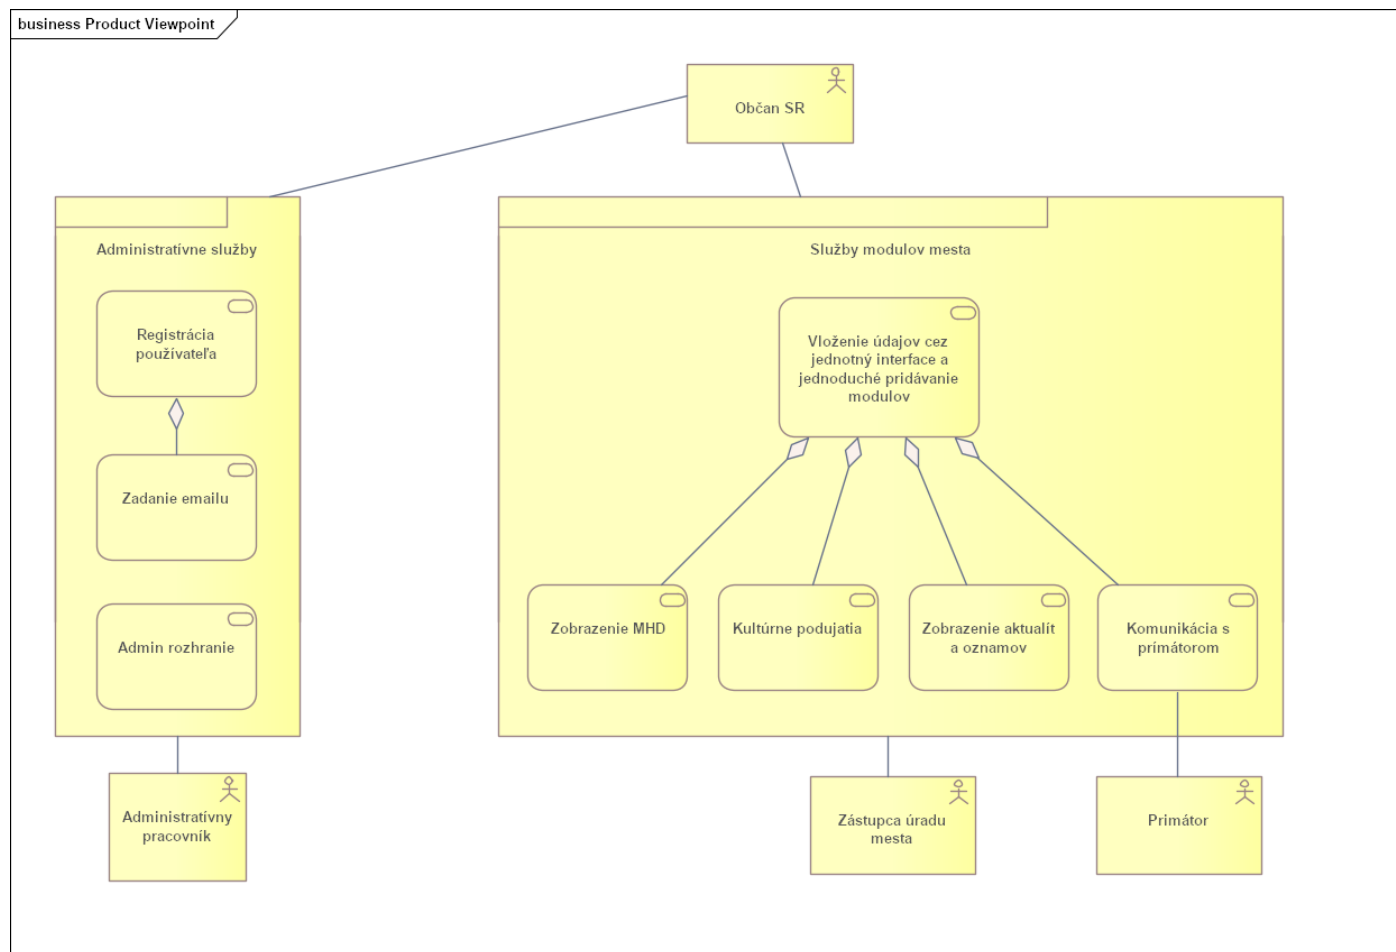 business Product Viewpoint
Občan SR
Administratívne služby
Služby modulov mesta
Registrácia
používateľa
Vloženie údajov cez
jednotný interface a
jednoduché pridávanie
modulov
Zadanie emailu
Admin rozhranie
Zobrazenie MHD
Kultúrne podujatia
Zobrazenie aktualít
a oznamov
Komunikácia s
prímátorom
Administratívny
pracovník
Zástupca úradu
mesta
Primátor